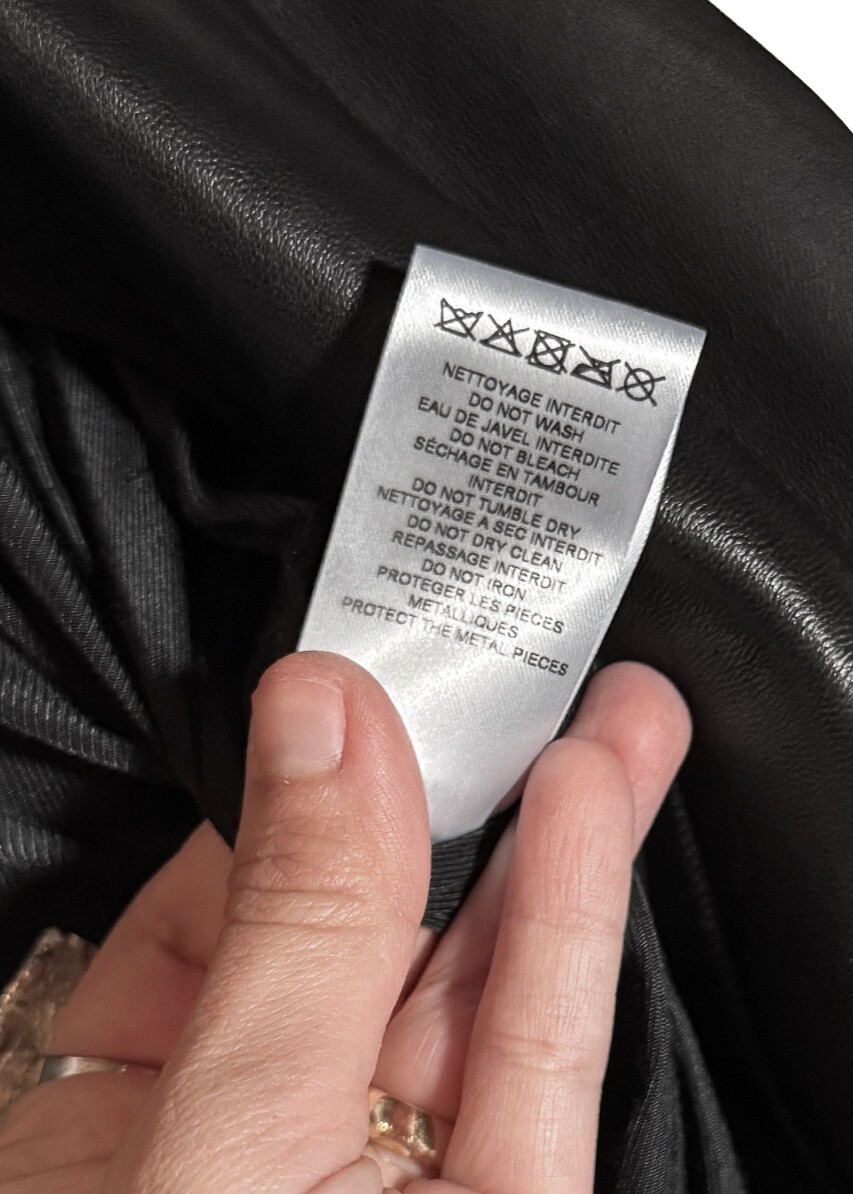 NETTOYAGE INTERDIT
DO NOT WASH
EAU DE JAVEL INTERDITE
DO NOT BLEACH
SÉCHAGE EN TAMBOUR
INTERDIT
DO NOT TUMBLE DRY
NETTOYAGE A SEC INTERDIT
DO NOT DRY CLEAN
REPASSAGE INTERDIT
DO NOT IRON
PROTEGER LES PIECES
METALLIQUES
PROTECT THE METAL PIECES